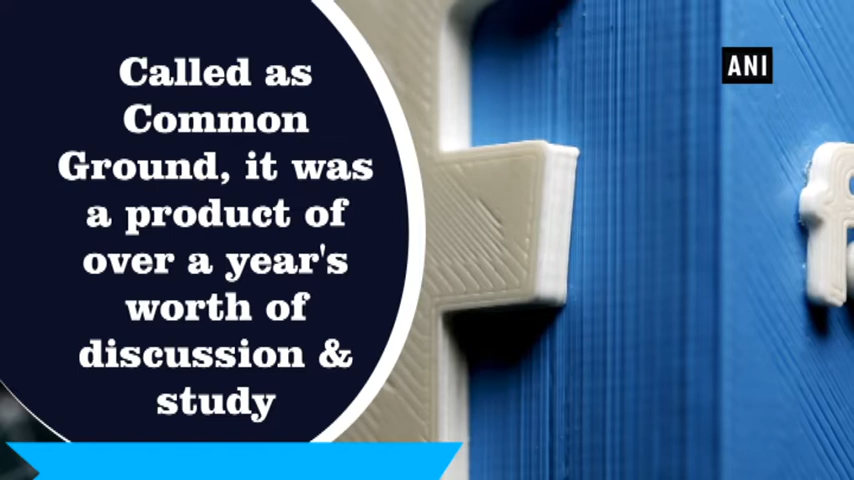 Called as
Common
Ground, it was
a product of
over a year's
worth of
discussion &
study
ANI